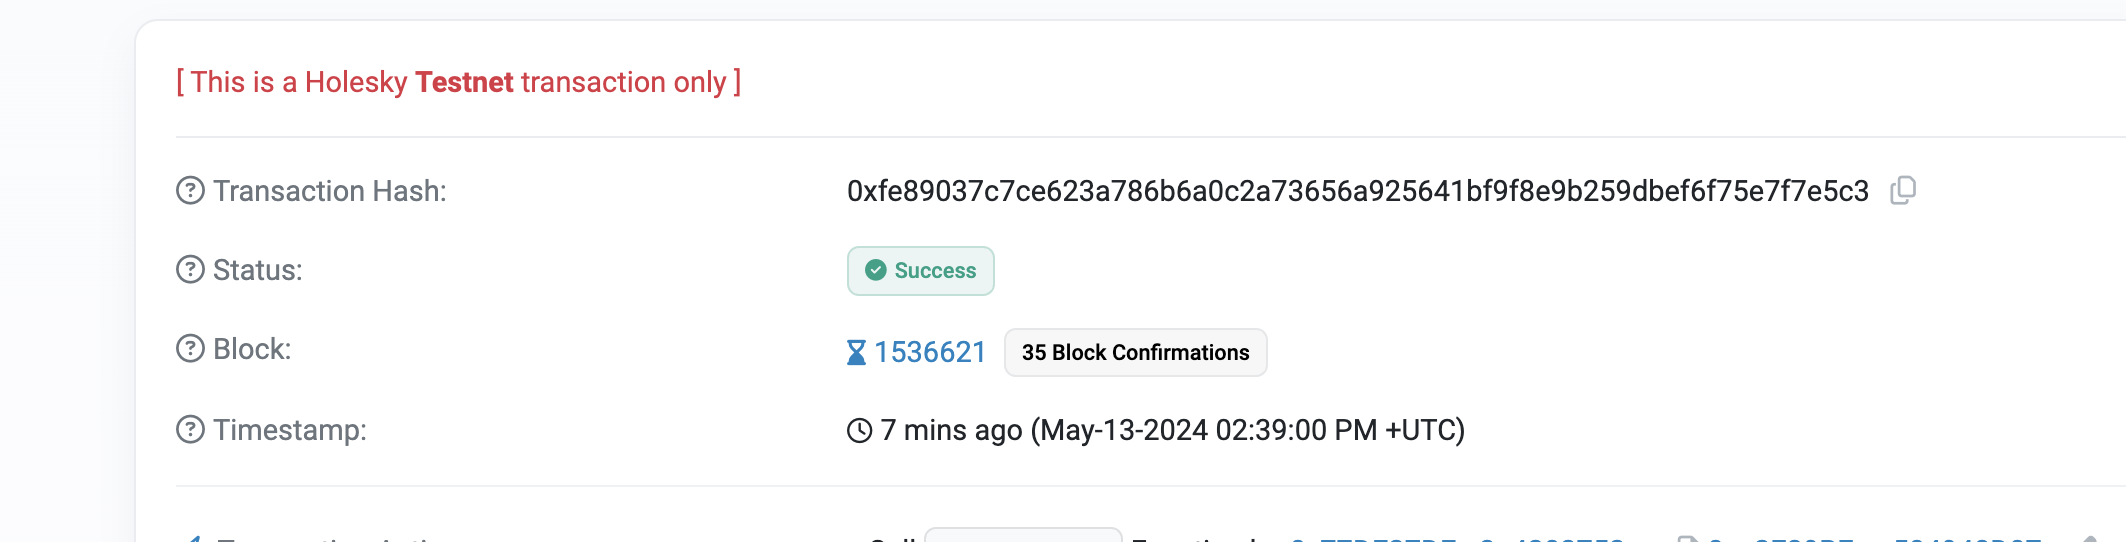 [ This is a Holesky Testnet transaction only ]
Transaction Hash: 0xfe89037c7ce623a786b6a0c2a73656a925641bf9f8e9b259dbef6f75e7f7e5c3
Status: Success
Block: 1536621 35 Block Confirmations
Timestamp: 7 mins ago (May-13-2024 02:39:00 PM +UTC)